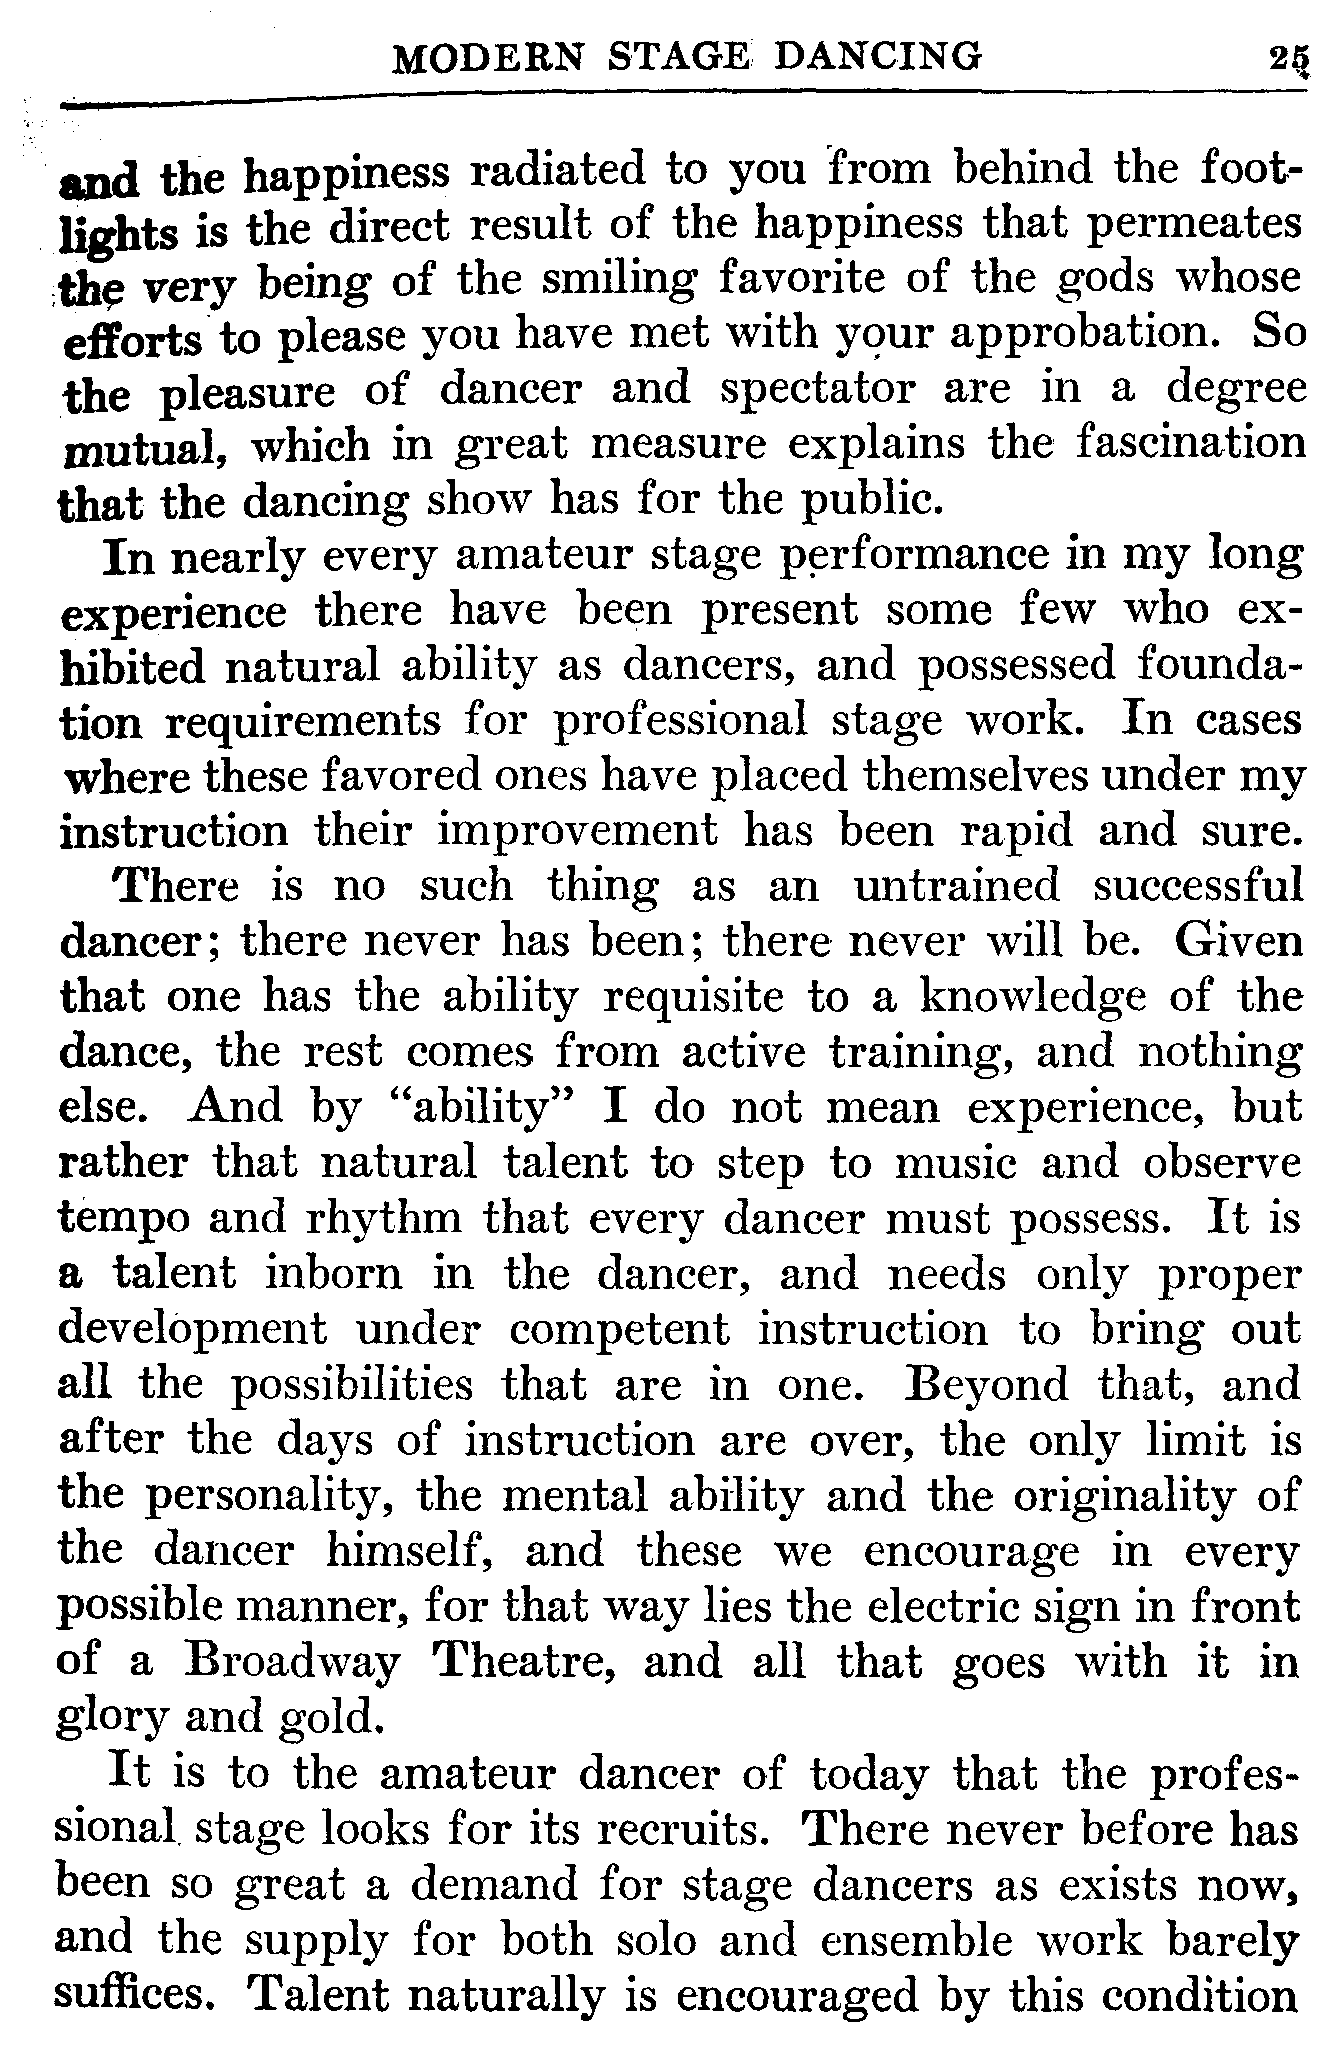 MODERN STAGE DANCING 25
and the happiness radiated to you from behind the foot-
lights is the direct result of the happiness that permeates
the very being of the smiling favorite of the gods whose
efforts to please you have met with your approbation. So
the pleasure of dancer and spectator are in a degree
mutual, which in great measure explains the fascination
that the dancing show has for the public.
In nearly every amateur stage performance in my long
experience there have been present some few who ex-
hibited natural ability as dancers, and possessed founda-
tion requirements for professional stage work. In cases
where these favored ones have placed themselves under my
instruction their improvement has been rapid and sure.
There is no such thing as an untrained successful
dancer; there never has been; there never will be. Given
that one has the ability requisite to a knowledge of the
dance, the rest comes from active training, and nothing
else. And by "ability" I do not mean experience, but
rather that natural talent to step to music and observe
tempo and rhythm that every dancer must possess. It is
a talent inborn in the dancer, and needs only proper
development under competent instruction to bring out
all the possibilities that are in one. Beyond that, and
after the days of instruction are over, the only limit is
the personality, the mental ability and the originality of
the dancer himself, and these we encourage in every
possible manner, for that way lies the electric sign in front
of a Broadway Theatre, and all that goes with it in
glory and gold.
It is to the amateur dancer of today that the profes-
sional stage looks for its recruits. There never before has
been so great a demand for stage dancers as exists now,
and the supply for both solo and ensemble work barely
suffices. Talent naturally is encouraged by this condition